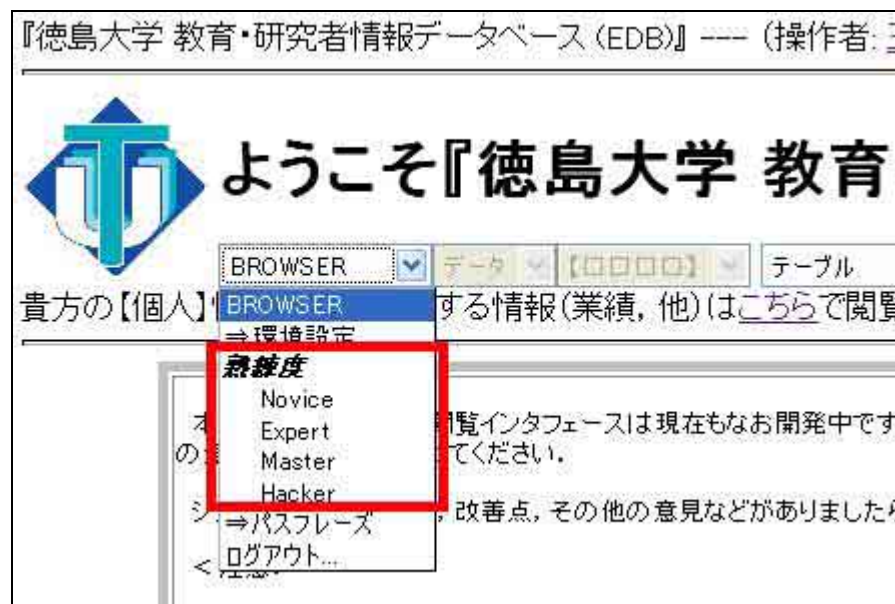 『徳島大学 教育・研究者情報データベース (EDB)』 --- (操作者:
ようこそ『徳島大学 教育
BROWSER データ 【ロロロロ】 テーブル
貴方の【個人】 する情報(業績, 他)はこちらで閲覧
BROWSER
⇒環境設定
熟練度
Novice
Expert
Master
Hacker
⇒パスフレーズ
ログアウト...
覧インタフェースは現在もなお開発中です
の てください.
シ , 改善点, その他の意見などがありましたら
<